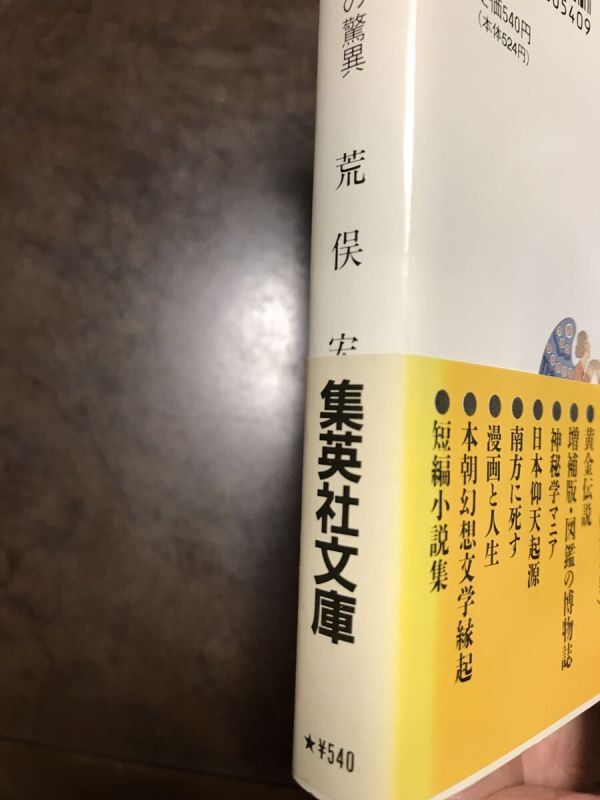 の驚異 荒俣 宏
集英社文庫
★¥540
定価540円
（本体524円）
05409
●黄金伝説
●増補版・図鑑の博物誌
●神秘学マニア
●日本仰天起源
●南方に死す
●漫画と人生
●本朝幻想文学縁起
●短編小説集